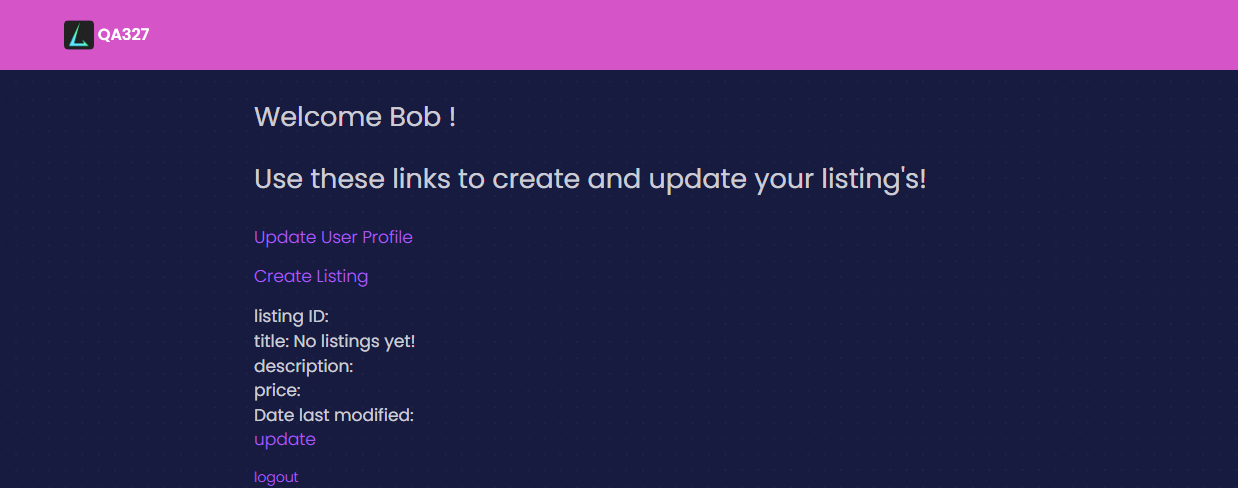 QA327
Welcome Bob !
Use these links to create and update your listing's!
Update User Profile
Create Listing
listing ID:
title: No listings yet!
description:
price:
Date last modified:
update
logout